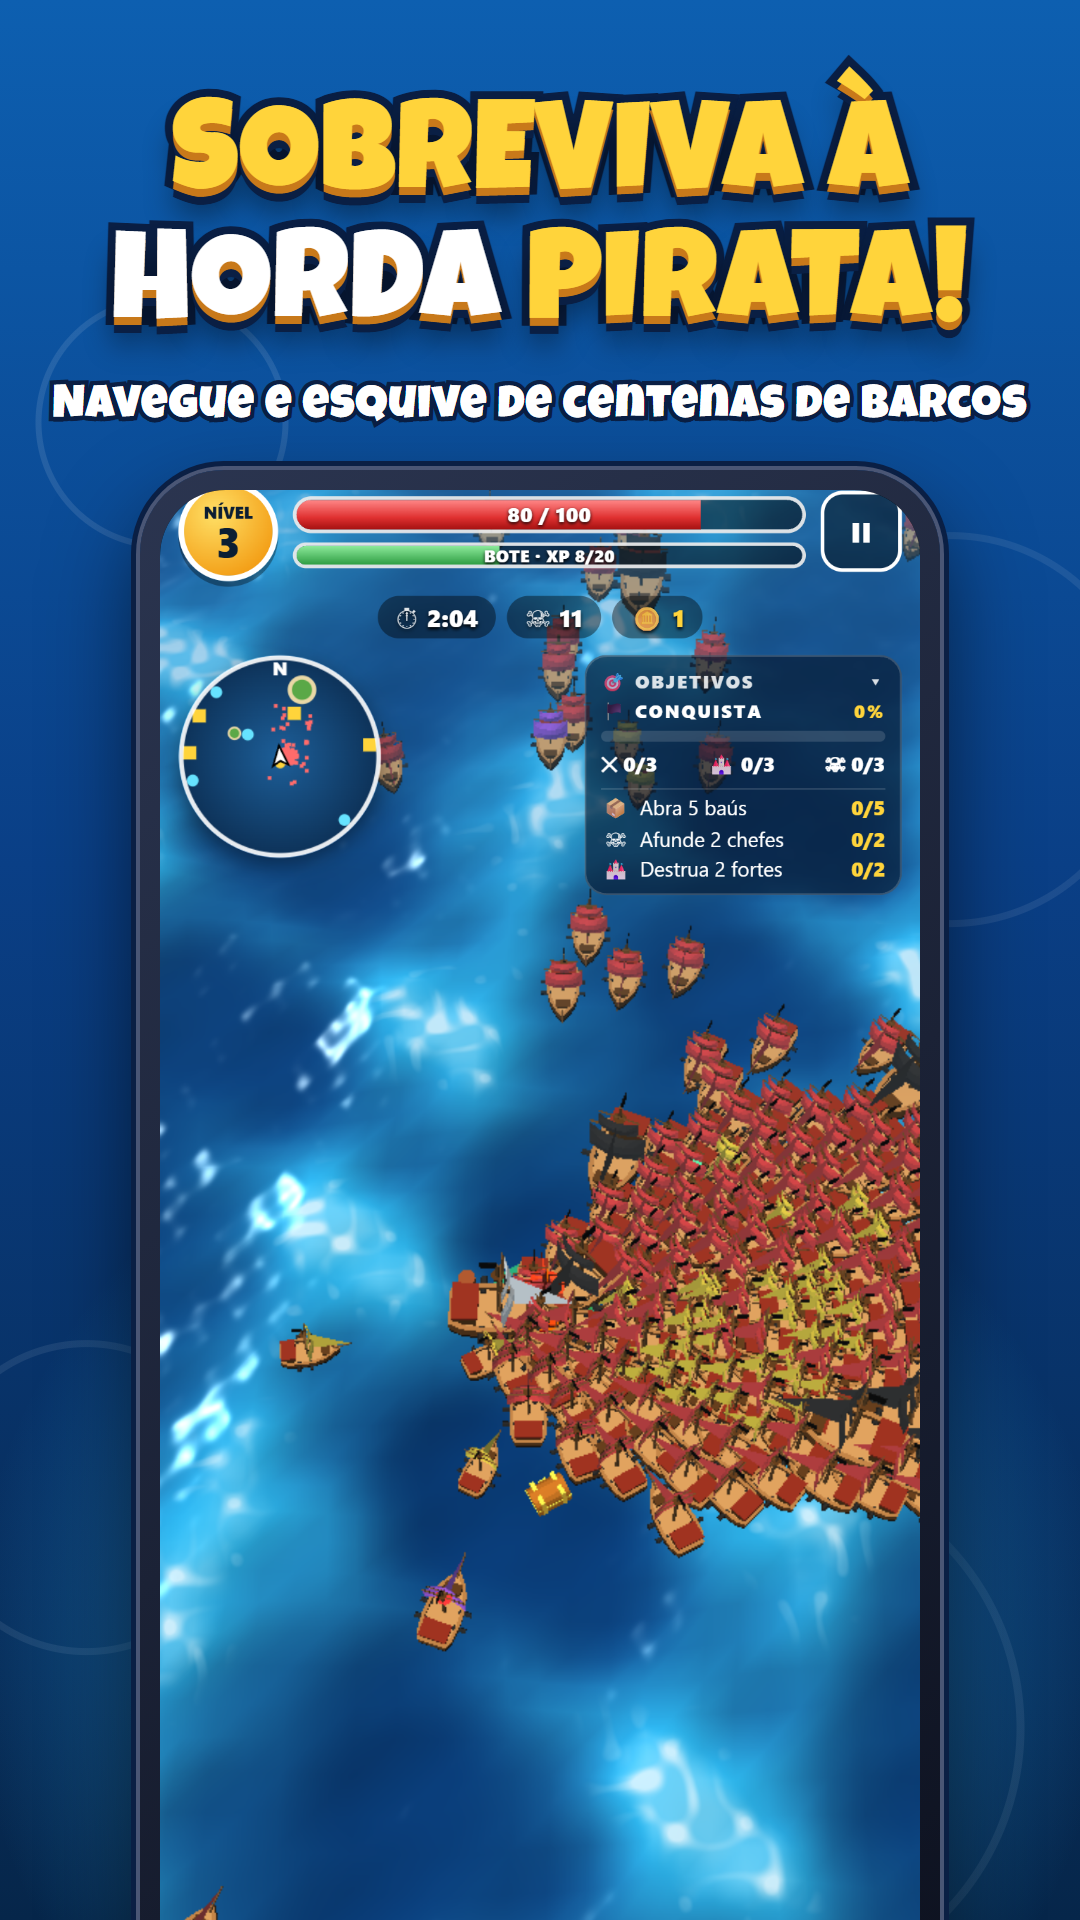 SOBREVIVA À
HORDA PIRATA!
NAVEGUE E ESQUIVE DE CENTENAS DE BARCOS
NÍVEL
3
80 / 100
BOTE · XP 8/20
2:04 11 1
N
OBJETIVOS
CONQUISTA 0%
0/3 0/3 0/3
Abra 5 baús 0/5
Afunde 2 chefes 0/2
Destrua 2 fortes 0/2